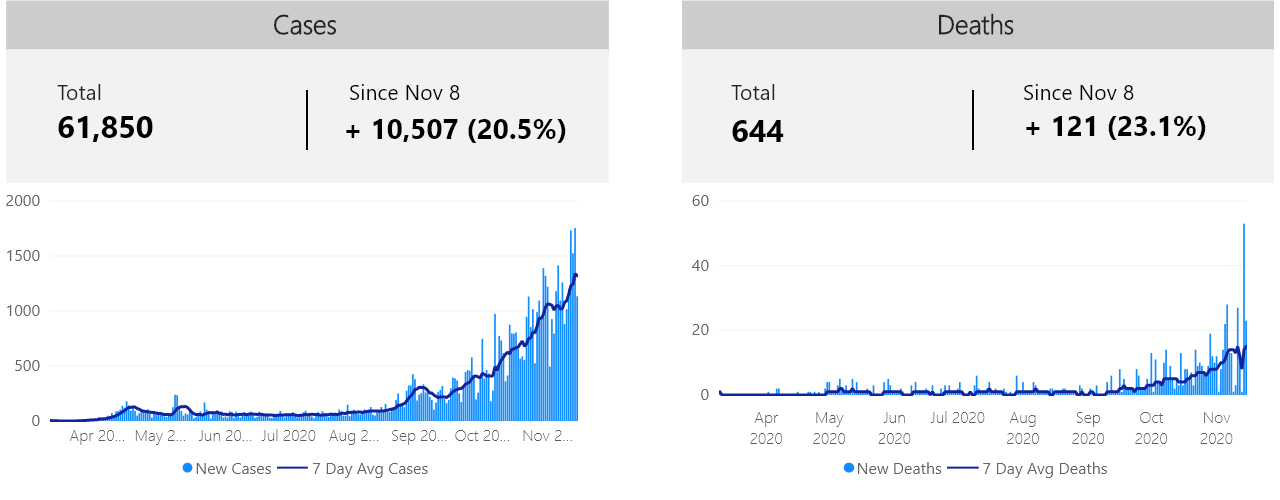 Cases
Total
61,850
Since Nov 8
+ 10,507 (20.5%)
2000
1500
1000
500
0
Apr 20... May 2... Jun 20... Jul 2020 Aug 2... Sep 20... Oct 20... Nov 2...
New Cases 7 Day Avg Cases
Deaths
Total
644
Since Nov 8
+ 121 (23.1%)
60
40
20
0
Apr May Jun Jul 2020 Aug Sep Oct Nov
2020 2020 2020 2020 2020 2020 2020
New Deaths 7 Day Avg Deaths